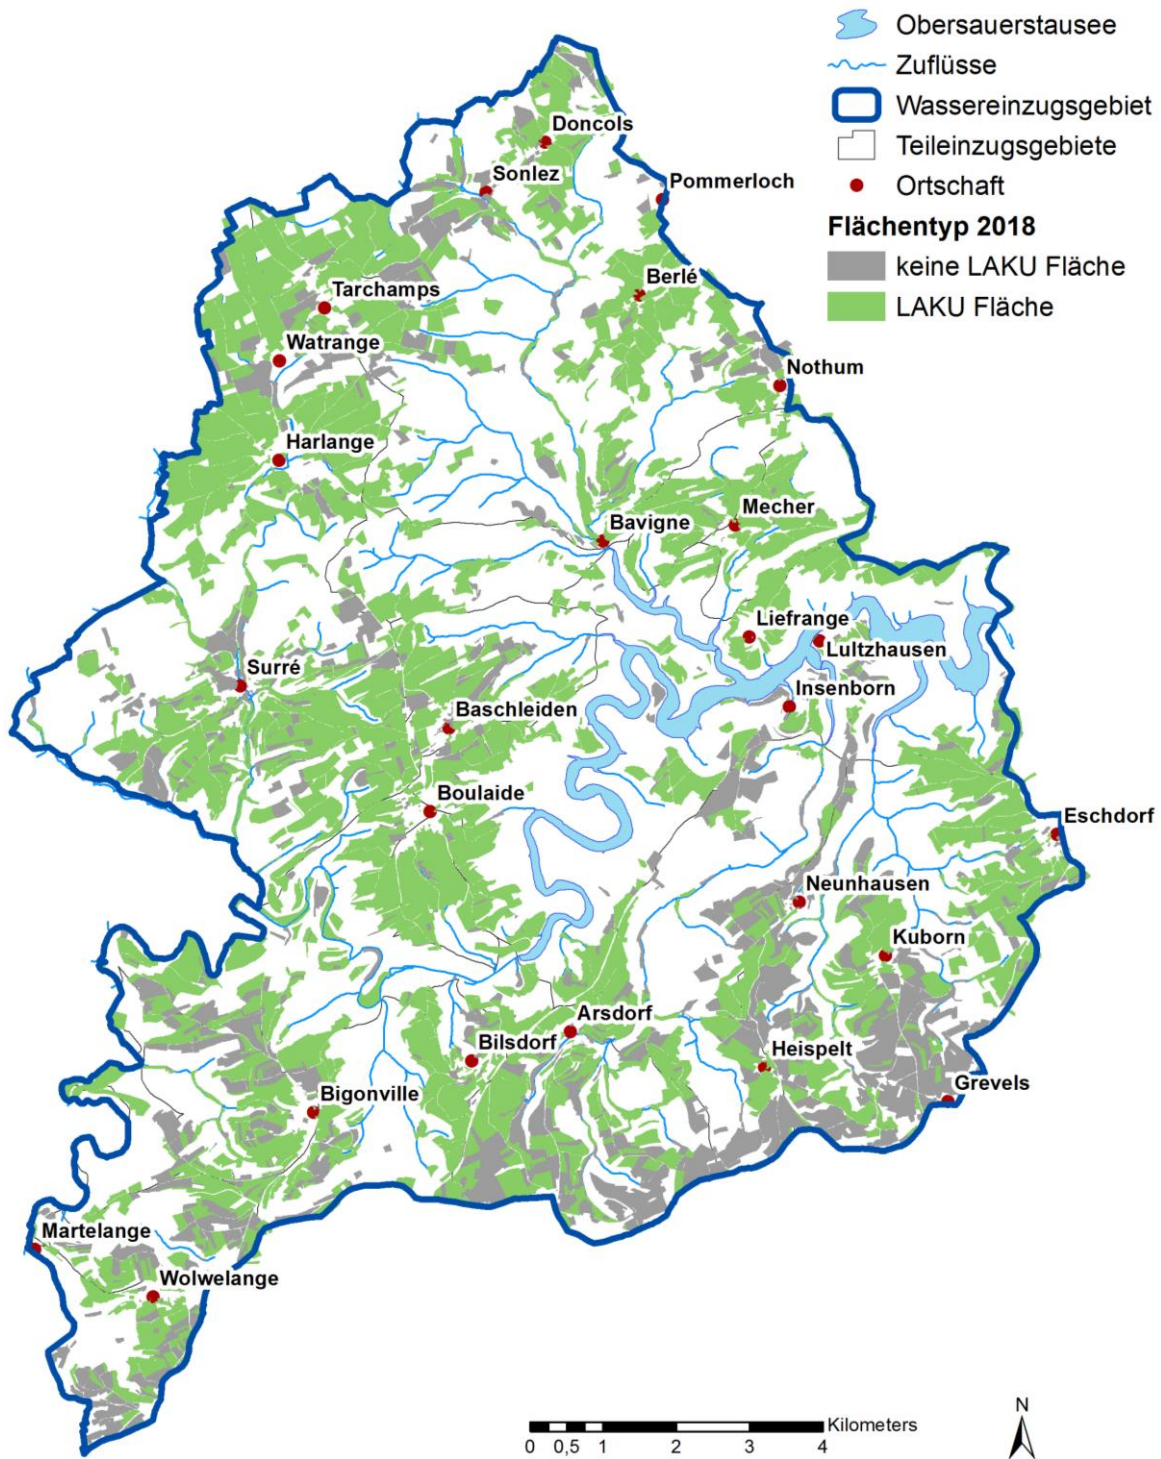 Obersauerstausee
Zuflüsse
Wassereinzugsgebiet
Teileinzugsgebiete
Ortschaft
Flächentyp 2018
keine LAKU Fläche
LAKU Fläche
Doncols
Sonlez
Pommerloch
Berlé
Tarchamps
Watrange
Nothum
Harlange
Mecher
Bavigne
Liefrange
Lultzhausen
Surré
Insenborn
Baschleiden
Boulaide
Eschdorf
Neunhausen
Kuborn
Arsdorf
Bilsdorf
Heispelt
Grevels
Bigonville
Martelange
Wolwelange
N
Kilometers
0 0,5 1 2 3 4